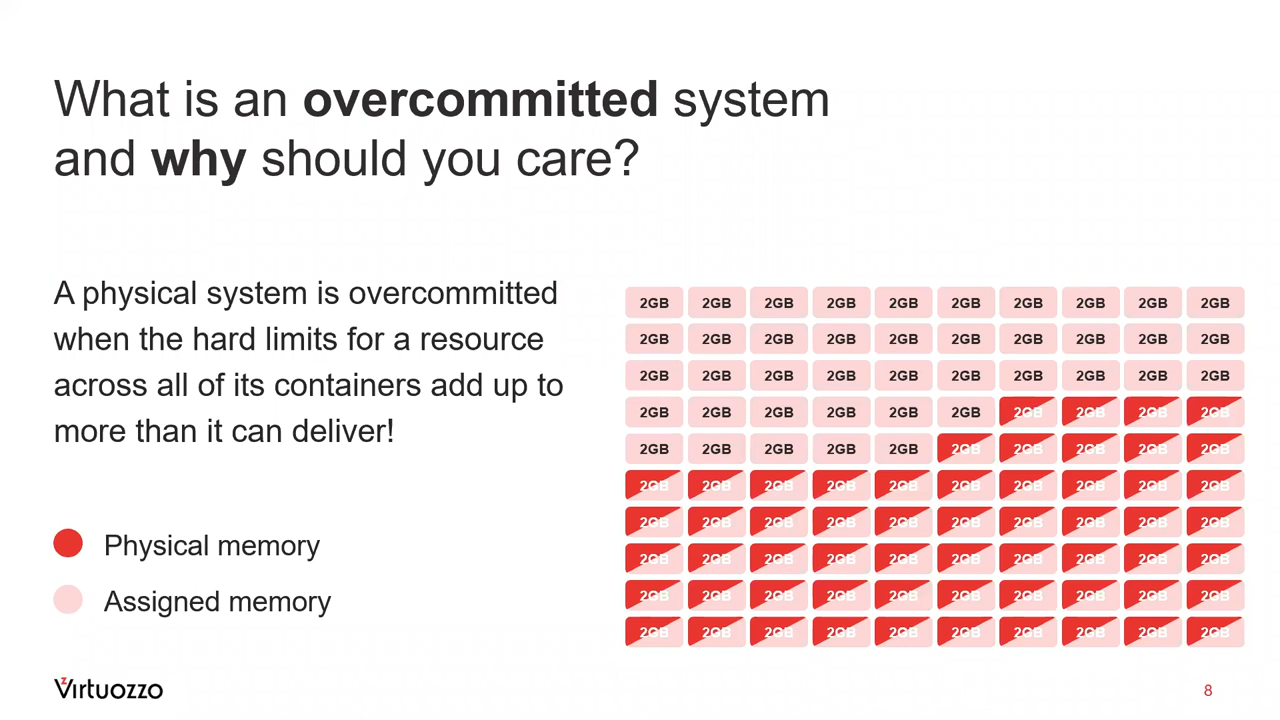 What is an overcommitted system
and why should you care?
A physical system is overcommitted
when the hard limits for a resource
across all of its containers add up to
more than it can deliver!
Physical memory
Assigned memory
2GB 2GB 2GB 2GB 2GB 2GB 2GB 2GB 2GB 2GB
2GB 2GB 2GB 2GB 2GB 2GB 2GB 2GB 2GB 2GB
2GB 2GB 2GB 2GB 2GB 2GB 2GB 2GB 2GB 2GB
2GB 2GB 2GB 2GB 2GB 2GB 2GB 2GB 2GB 2GB
2GB 2GB 2GB 2GB 2GB 2GB 2GB 2GB 2GB 2GB
2GB 2GB 2GB 2GB 2GB 2GB 2GB 2GB 2GB 2GB
2GB 2GB 2GB 2GB 2GB 2GB 2GB 2GB 2GB 2GB
2GB 2GB 2GB 2GB 2GB 2GB 2GB 2GB 2GB 2GB
2GB 2GB 2GB 2GB 2GB 2GB 2GB 2GB 2GB 2GB
2GB 2GB 2GB 2GB 2GB 2GB 2GB 2GB 2GB 2GB
Virtuozzo
8